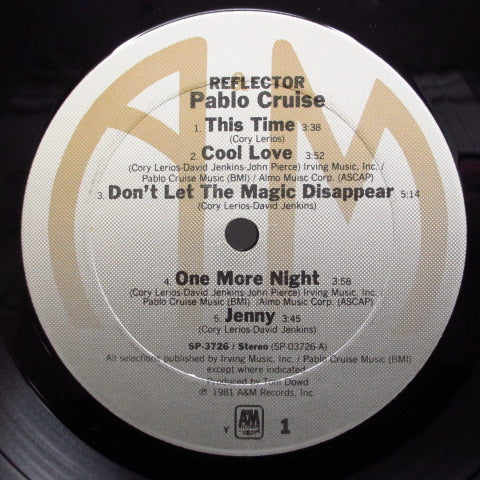 REFLECTOR
Pablo Cruise
1. This Time 3:38
(Cory Lerios)
2. Cool Love 3:52
(Cory Lerios-David Jenkins-John Pierce) Irving Music, Inc. /
Pablo Cruise Music (BMI) / Almo Music Corp. (ASCAP)
3. Don't Let The Magic Disappear 5:14
(Cory Lerios-David Jenkins)
4. One More Night 3:58
(Cory Lerios-David Jenkins-John Pierce) Irving Music, Inc. /
Pablo Cruise Music (BMI) /Almo Music Corp. (ASCAP)
5. Jenny 3:45
(Cory Lerios-David Jenkins)
SP-3726 / Stereo (SP-03726-A)
All selections published by Irving Music, Inc. / Pablo Cruise Music (BMI)
except where indicated.
Produced by Tom Dowd
℗ 1981 A&M Records, Inc.
Y A&M 1